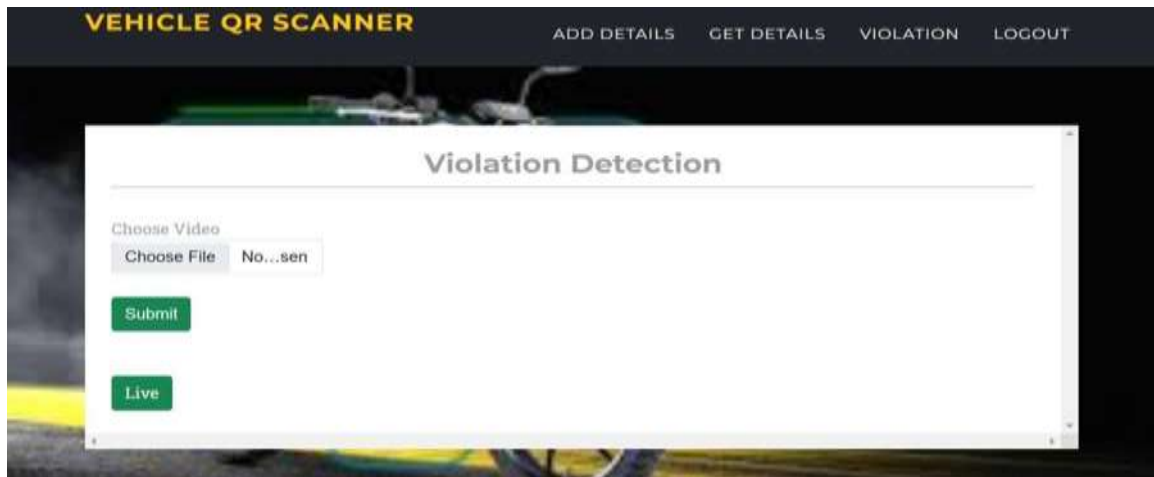 VEHICLE QR SCANNER
ADD DETAILS GET DETAILS VIOLATION LOGOUT
Violation Detection
Choose Video
Choose File No...sen
Submit
Live